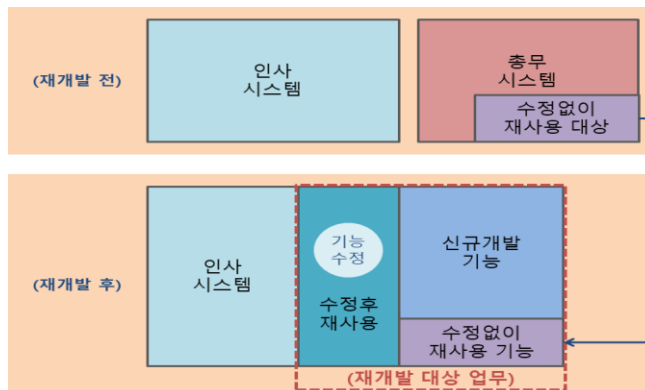 (재개발 전)
인사
시스템
총무
시스템
수정없이
재사용 대상
(재개발 후)
인사
시스템
기능
수정
수정후
재사용
신규개발
기능
수정없이
재사용 기능
(재개발 대상 업무)